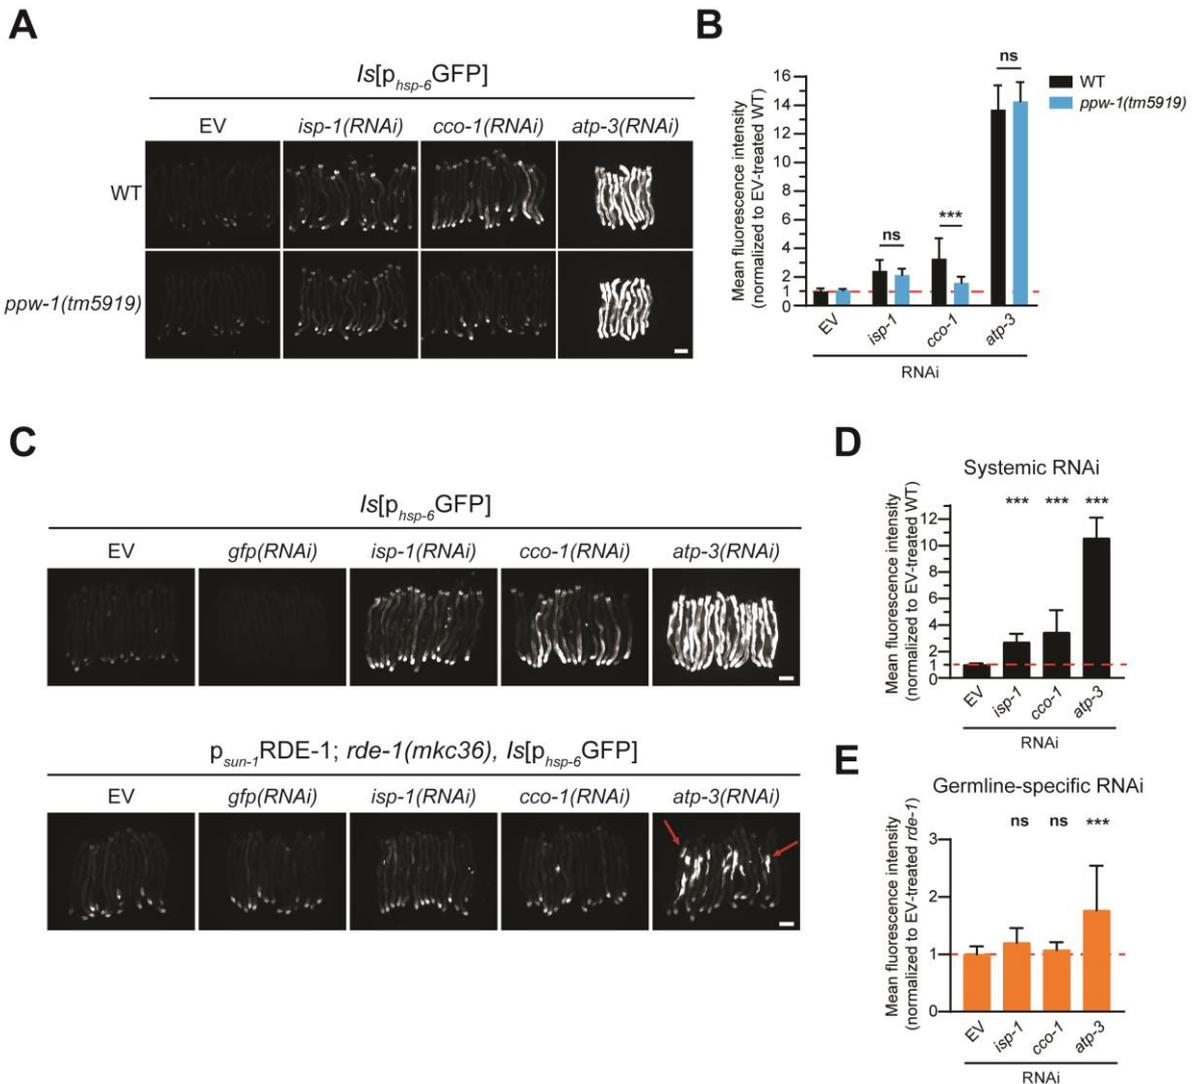 A
Is[phsp-6GFP]
EV isp-1(RNAi) cco-1(RNAi) atp-3(RNAi)
WT
ppw-1(tm5919)
B
Mean fluorescence intensity
(normalized to EV-treated WT)
16
14
12
10
8
6
4
2
1
0
ns
***
ns
ns
WT
ppw-1(tm5919)
EV isp-1 cco-1 atp-3
RNAi
C
Is[phsp-6GFP]
EV gfp(RNAi) isp-1(RNAi) cco-1(RNAi) atp-3(RNAi)
psun-1RDE-1; rde-1(mkc36), Is[phsp-6GFP]
EV gfp(RNAi) isp-1(RNAi) cco-1(RNAi) atp-3(RNAi)
D
Systemic RNAi
Mean fluorescence intensity
(normalized to EV-treated WT)
*** *** ***
12
10
8
6
4
2
1
0
EV isp-1 cco-1 atp-3
RNAi
E
Germline-specific RNAi
Mean fluorescence intensity
(normalized to EV-treated rde-1)
ns ns ***
3
2
1
0
EV isp-1 cco-1 atp-3
RNAi